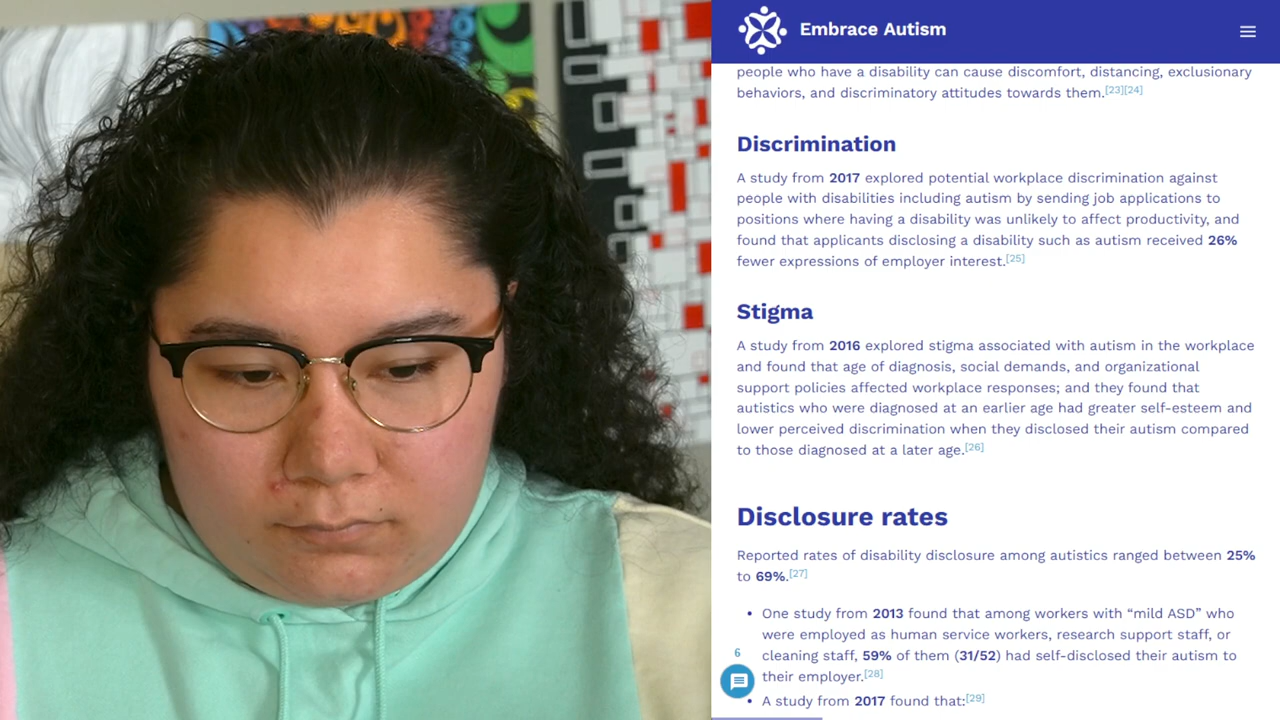 Embrace Autism
people who have a disability can cause discomfort, distancing, exclusionary
behaviors, and discriminatory attitudes towards them.[23][24]
Discrimination
A study from 2017 explored potential workplace discrimination against
people with disabilities including autism by sending job applications to
positions where having a disability was unlikely to affect productivity, and
found that applicants disclosing a disability such as autism received 26%
fewer expressions of employer interest.[25]
Stigma
A study from 2016 explored stigma associated with autism in the workplace
and found that age of diagnosis, social demands, and organizational
support policies affected workplace responses; and they found that
autistics who were diagnosed at an earlier age had greater self-esteem and
lower perceived discrimination when they disclosed their autism compared
to those diagnosed at a later age.[26]
Disclosure rates
Reported rates of disability disclosure among autistics ranged between 25%
to 69%.[27]
• One study from 2013 found that among workers with “mild ASD” who
were employed as human service workers, research support staff, or
cleaning staff, 59% of them (31/52) had self-disclosed their autism to
their employer.[28]
• A study from 2017 found that:[29]
6